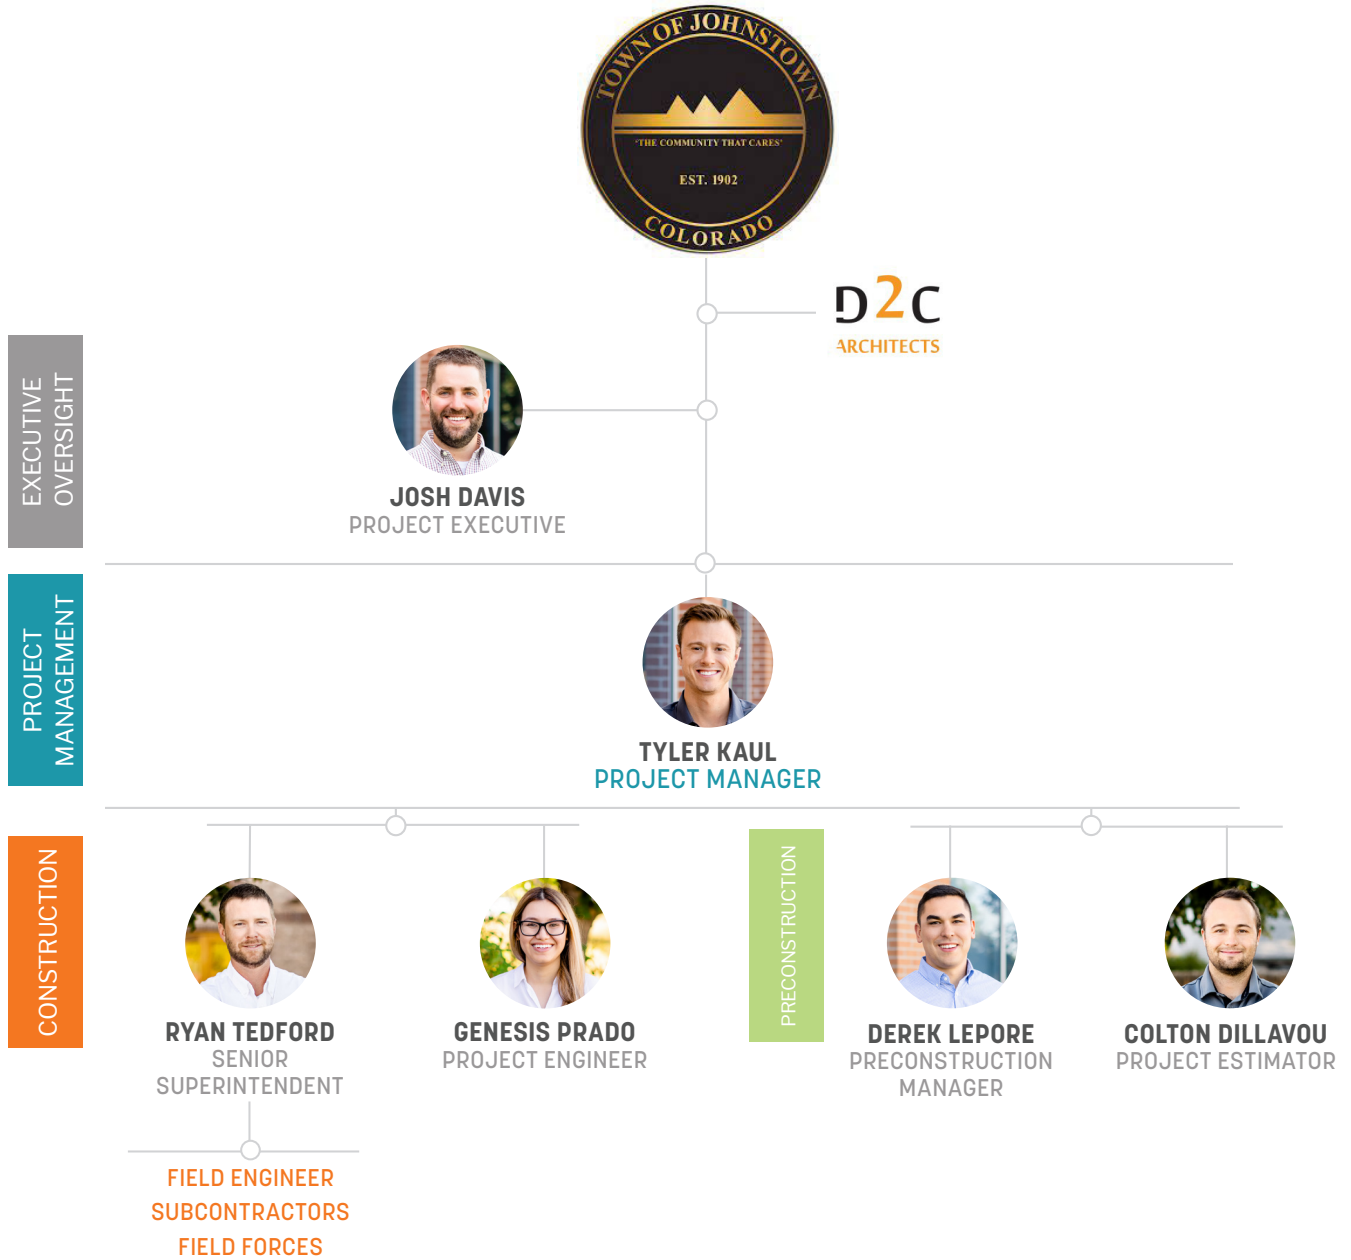 TOWN OF JOHNSTOWN
"THE COMMUNITY THAT CARES"
EST. 1902
COLORADO
D2C
ARCHITECTS
EXECUTIVE
OVERSIGHT
JOSH DAVIS
PROJECT EXECUTIVE
PROJECT
MANAGEMENT
TYLER KAUL
PROJECT MANAGER
CONSTRUCTION
RYAN TEDFORD
SENIOR
SUPERINTENDENT
GENESIS PRADO
PROJECT ENGINEER
PRECONSTRUCTION
DEREK LEPORE
PRECONSTRUCTION
MANAGER
COLTON DILLAVOU
PROJECT ESTIMATOR
FIELD ENGINEER
SUBCONTRACTORS
FIELD FORCES